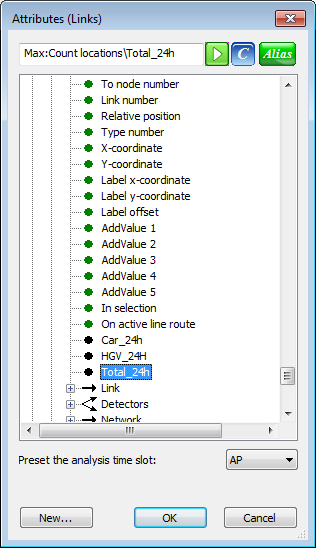 Attributes (Links)
Max:Count locations\Total_24h
C
Alias
To node number
Link number
Relative position
Type number
X-coordinate
Y-coordinate
Label x-coordinate
Label y-coordinate
Label offset
AddValue 1
AddValue 2
AddValue 3
AddValue 4
AddValue 5
In selection
On active line route
Car_24h
HGV_24H
Total_24h
Link
Detectors
Network
Preset the analysis time slot:
AP
New...
OK
Cancel